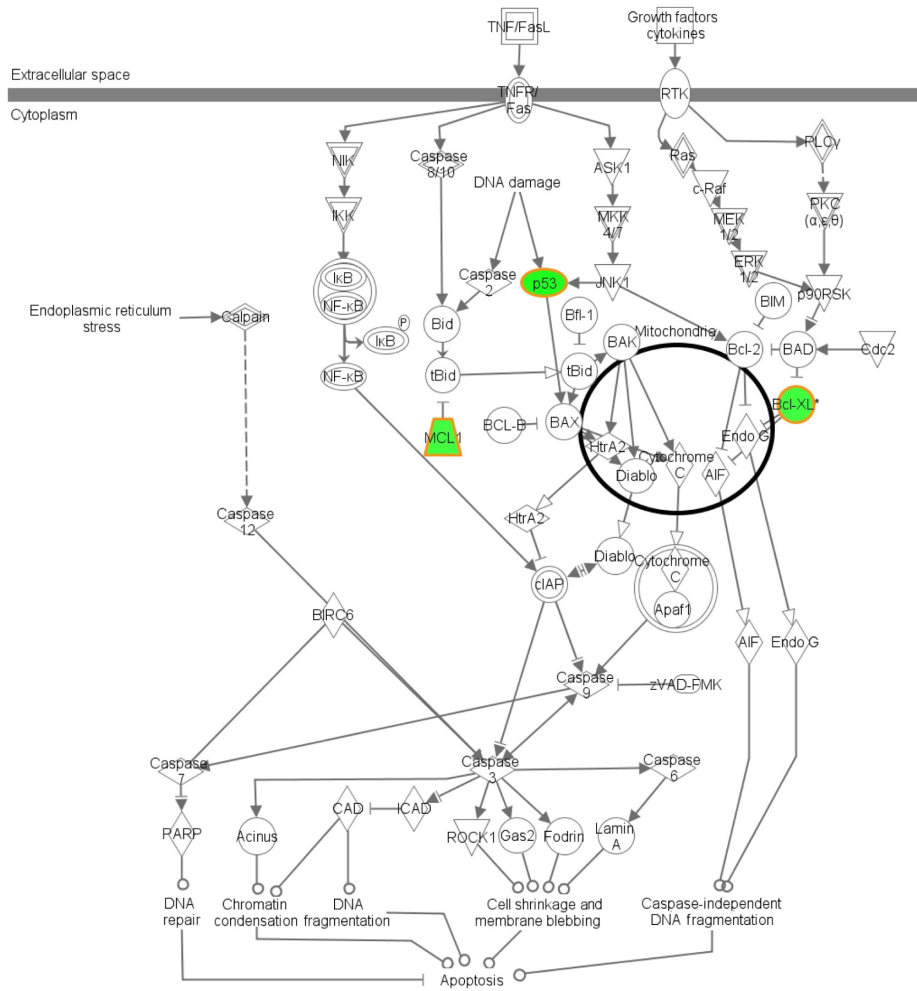 TNF/FasL
Growth factors
cytokines
Extracellular space
Cytoplasm
TNFR/
Fas
RTK
NIK
Caspase
8/10
ASK1
Ras
PLCγ
DNA damage
c-Raf
IKK
MKK
4/7
MEK
1/2
PKC
(α,ε,θ)
IκB
NF-κB
Caspase
2
p53
JNK1
ERK
1/2
p90RSK
BIM
Endoplasmic reticulum
stress
Calpain
P
IκB
Bid
Bfl-1
BAK
Mitochondria
Bcl-2
BAD
Cdc2
NF-κB
tBid
tBid
MCL1
BCL-B
BAX
Bcl-XL*
HtrA2
Cytochrome
C
Diablo
Endo G
AIF
Caspase
12
HtrA2
Diablo
Cytochrome
C
cIAP
Apaf1
BIRC6
AIF
Endo G
Caspase
9
zVAD-FMK
Caspase
7
Caspase
3
Caspase
6
PARP
Acinus
CAD
ICAD
ROCK1
Gas2
Fodrin
Lamin
A
DNA
repair
Chromatin
condensation
DNA
fragmentation
Cell shrinkage and
membrane blebbing
Caspase-independent
DNA fragmentation
Apoptosis